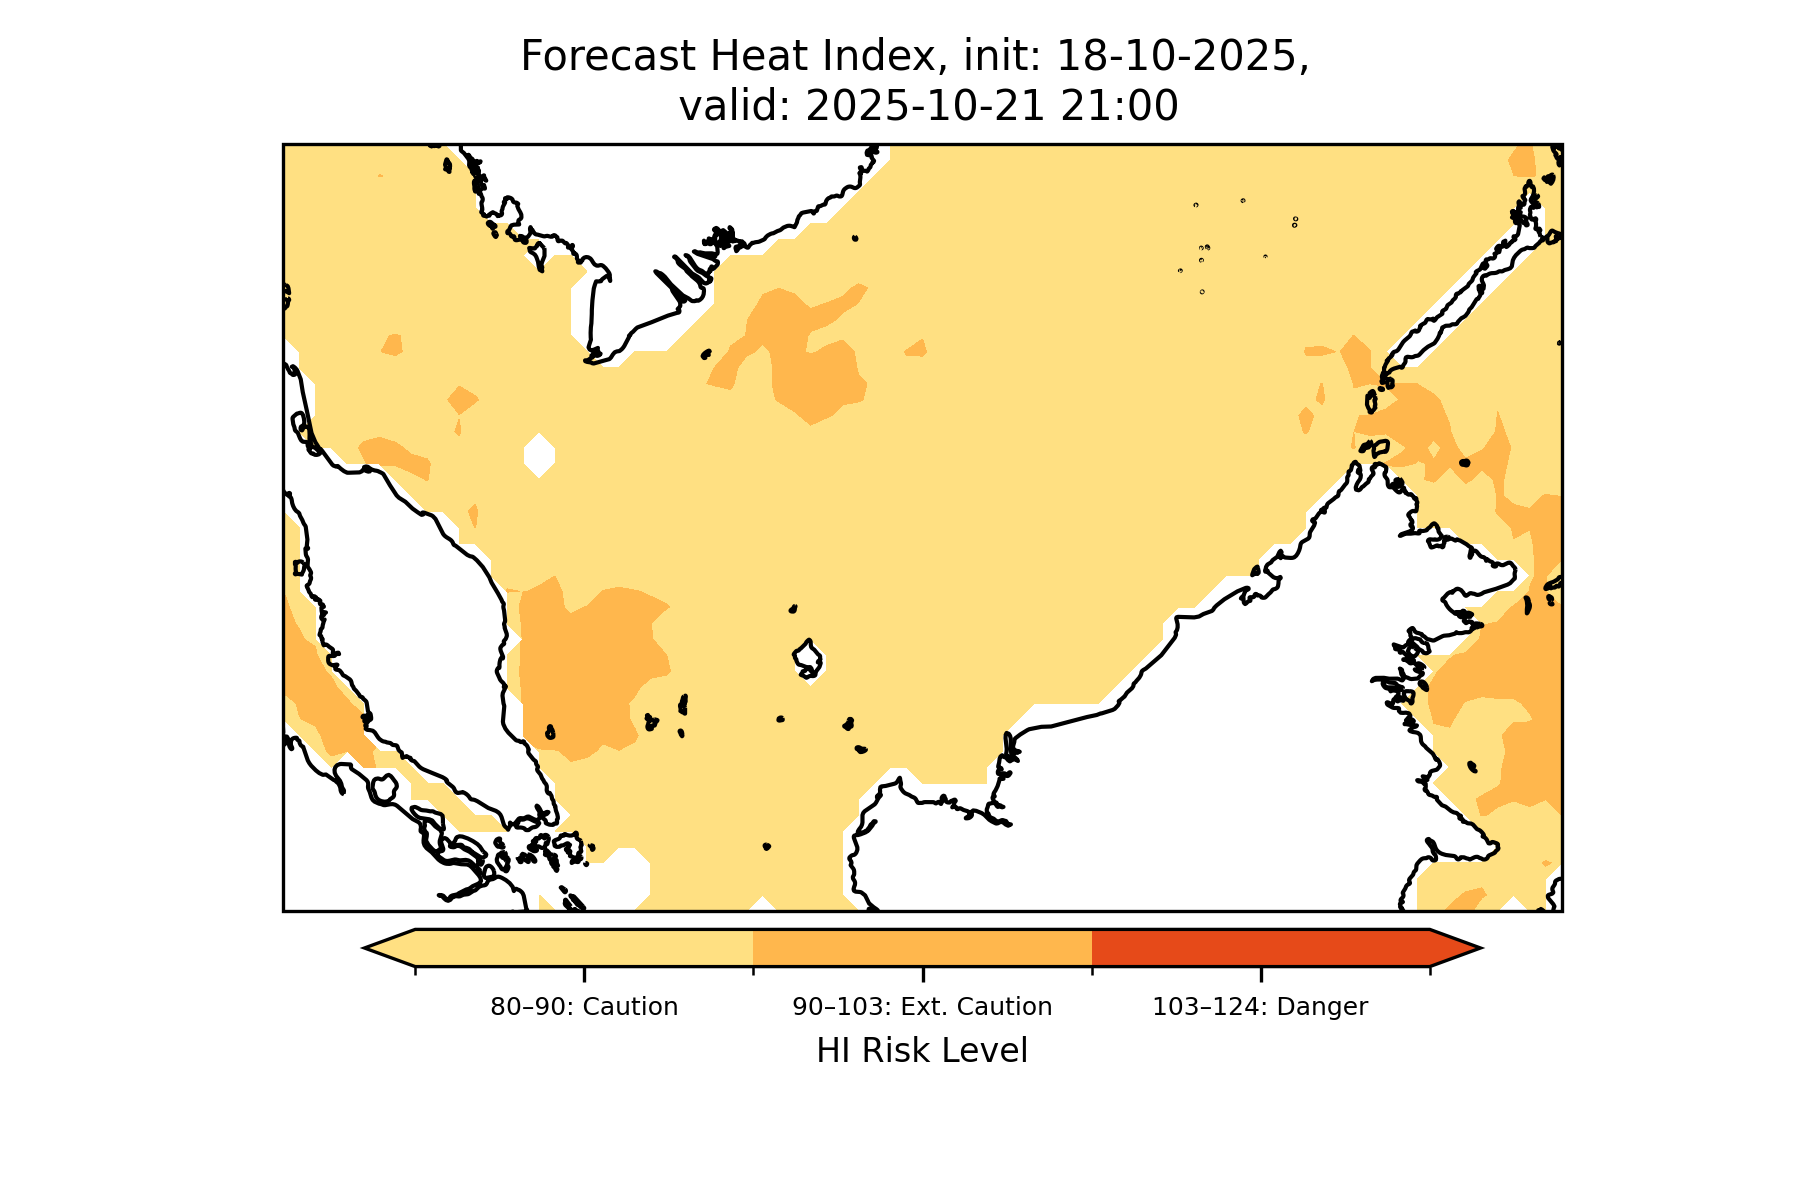 Forecast Heat Index, init: 18-10-2025,
valid: 2025-10-21 21:00
80–90: Caution
90–103: Ext. Caution
103–124: Danger
HI Risk Level